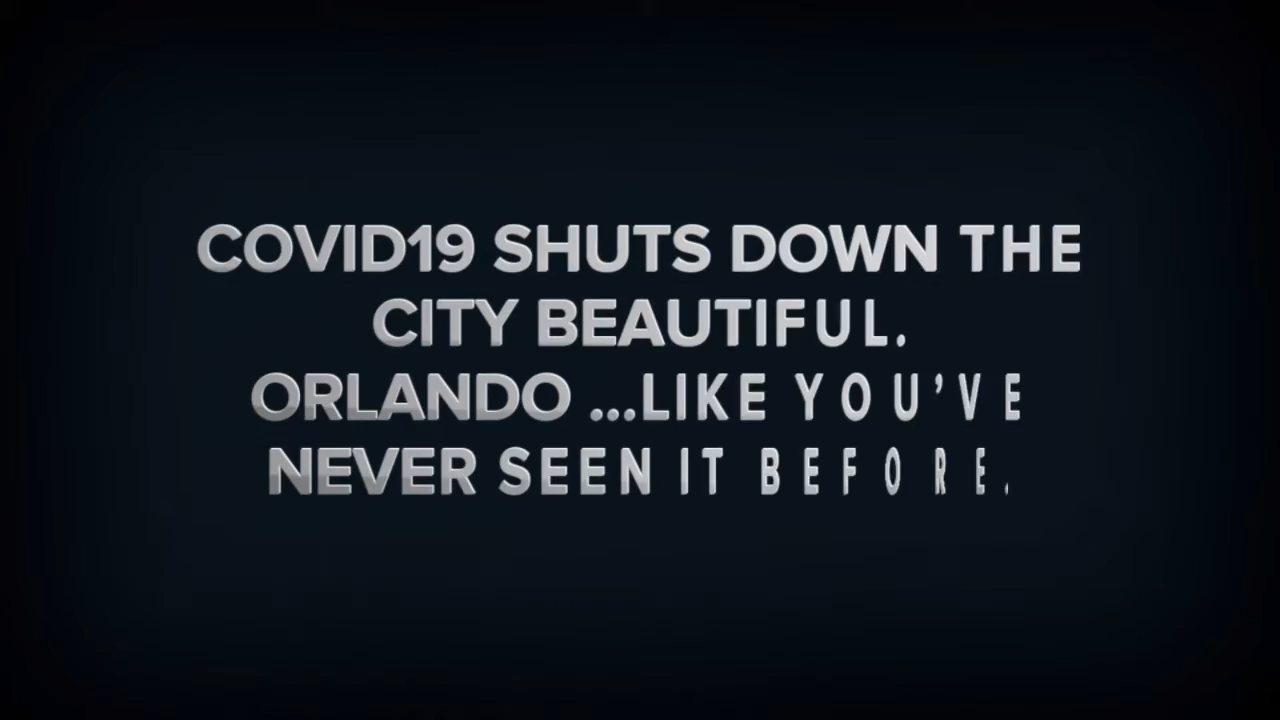 COVID19 SHUTS DOWN THE
CITY BEAUTIFUL.
ORLANDO ...LIKE YOU’VE
NEVER SEEN IT BEFORE.